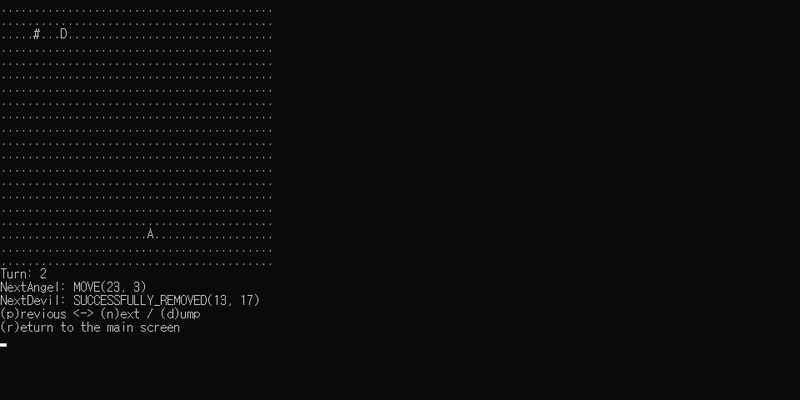 .........................................
.........................................
.....#...D...............................
.........................................
.........................................
.........................................
.........................................
.........................................
.........................................
.........................................
.........................................
.........................................
.........................................
.........................................
.........................................
.........................................
.........................................
......................A..................
.........................................
.........................................
Turn: 2
NextAngel: MOVE(23, 3)
NextDevil: SUCCESSFULLY_REMOVED(13, 17)
(p)revious <-> (n)ext / (d)ump
(r)eturn to the main screen